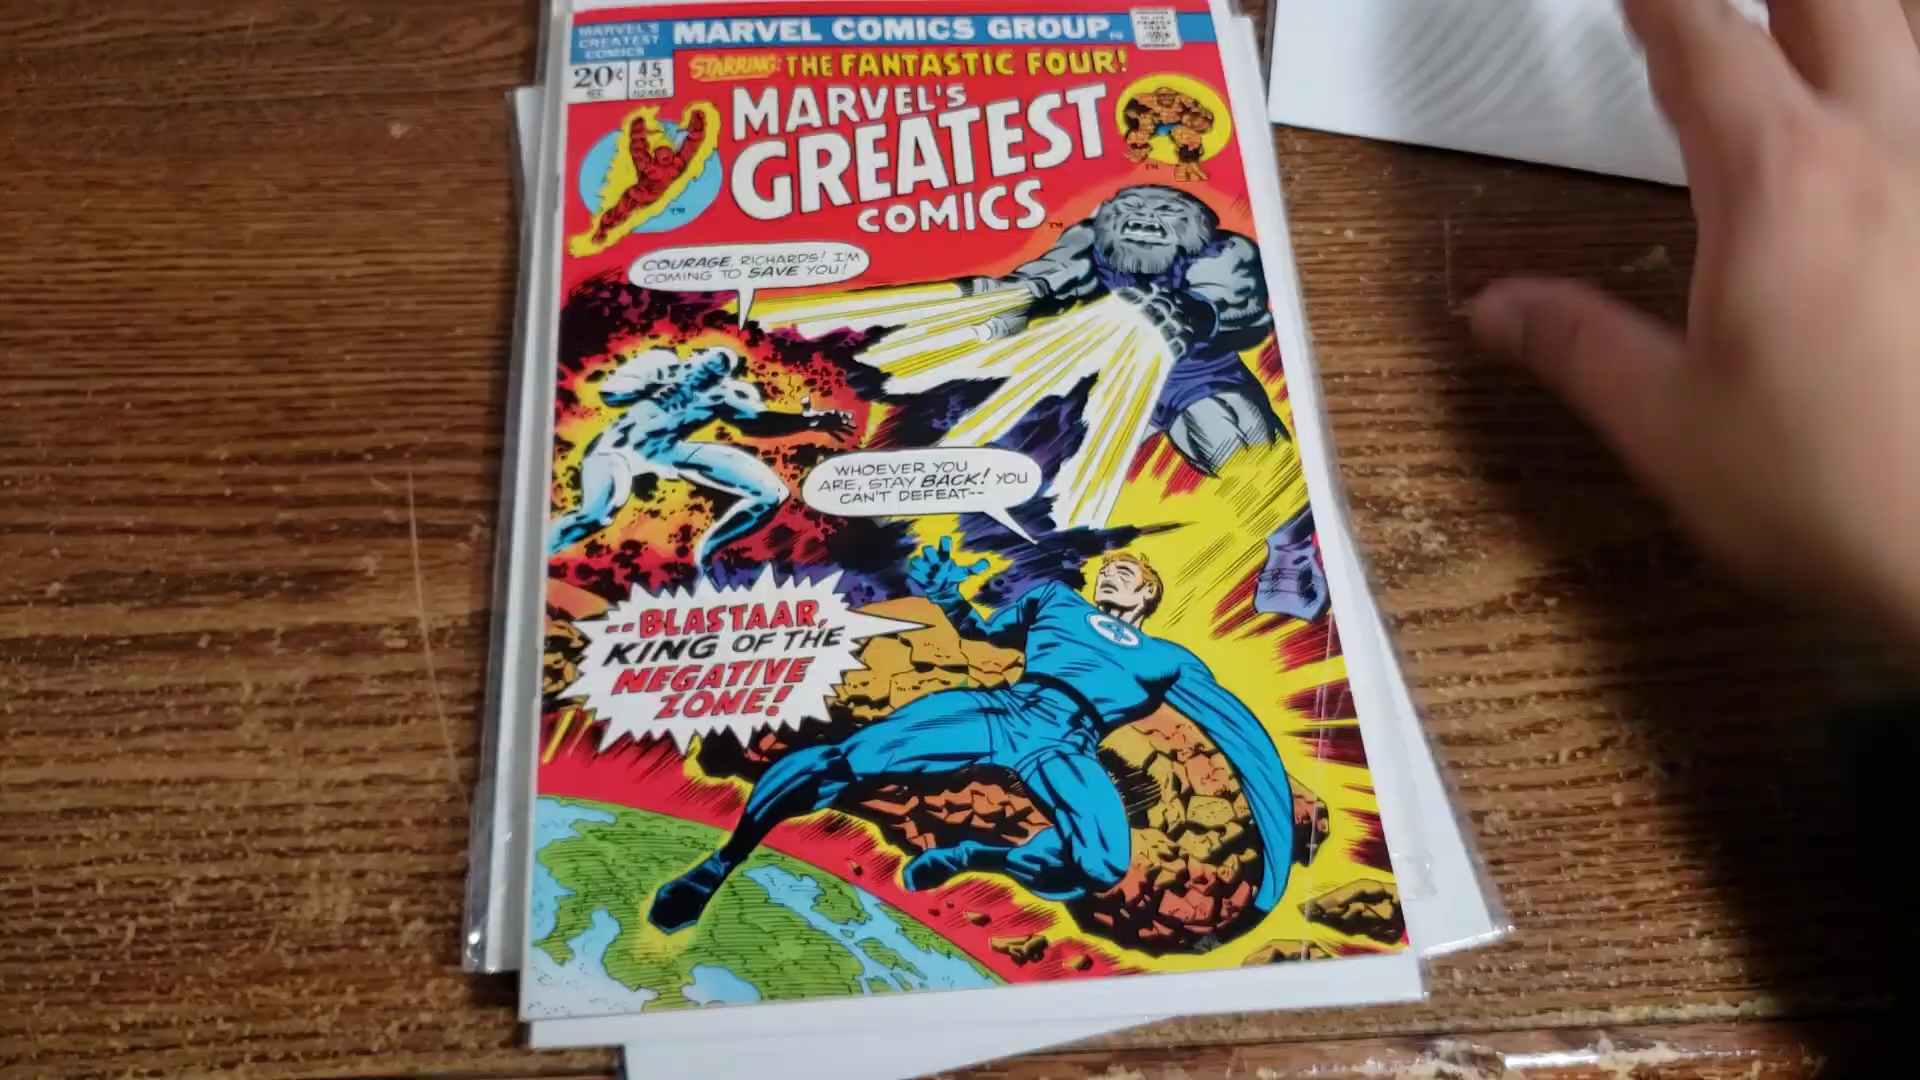 MARVEL'S
GREATEST
COMICS
MARVEL COMICS GROUP
20¢
45
OCT
02466
STARRING: THE FANTASTIC FOUR!
MARVEL'S
GREATEST
COMICS
COURAGE, RICHARDS! I'M
COMING TO SAVE YOU!
WHOEVER YOU
ARE, STAY BACK! YOU
CAN'T DEFEAT--
--BLASTAAR,
KING OF THE
NEGATIVE
ZONE!